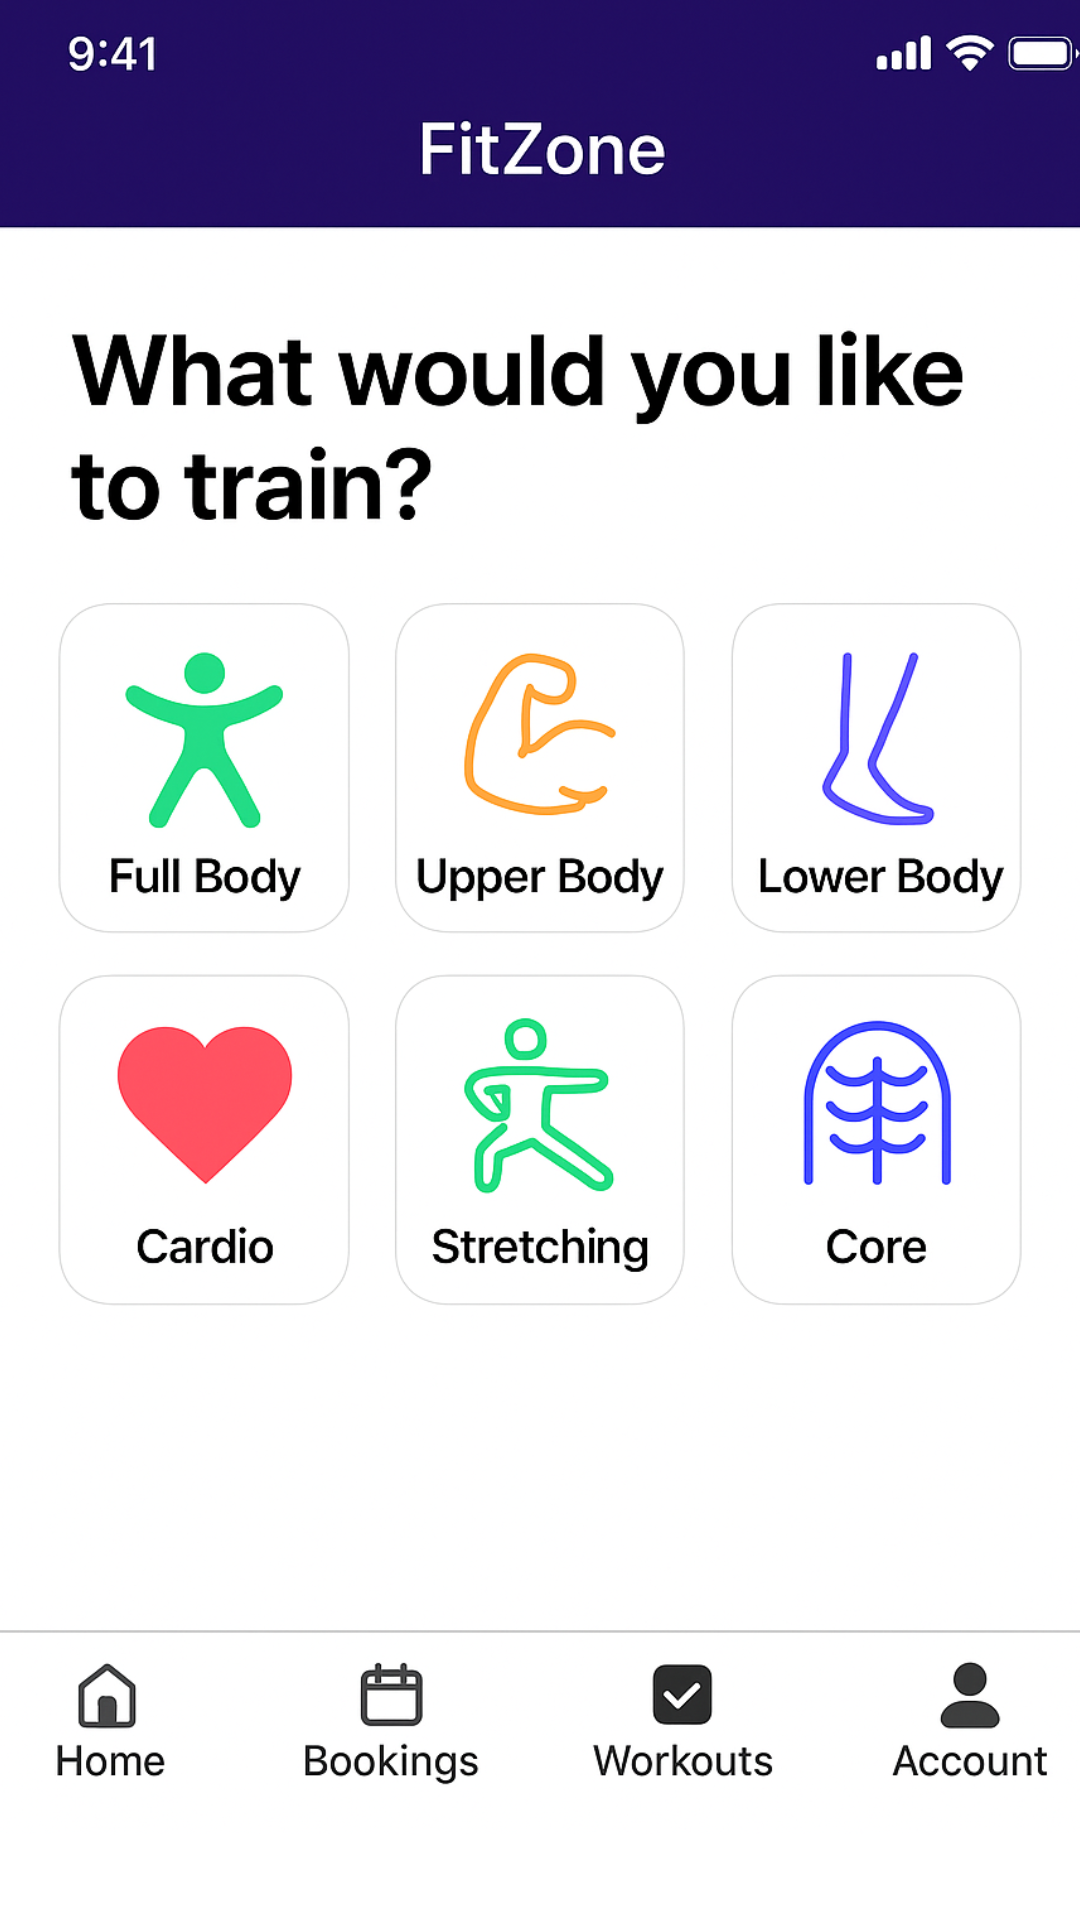 9:41
FitZone
What would you like
to train?
Full Body
Upper Body
Lower Body
Cardio
Stretching
Core
Home
Bookings
Workouts
Account